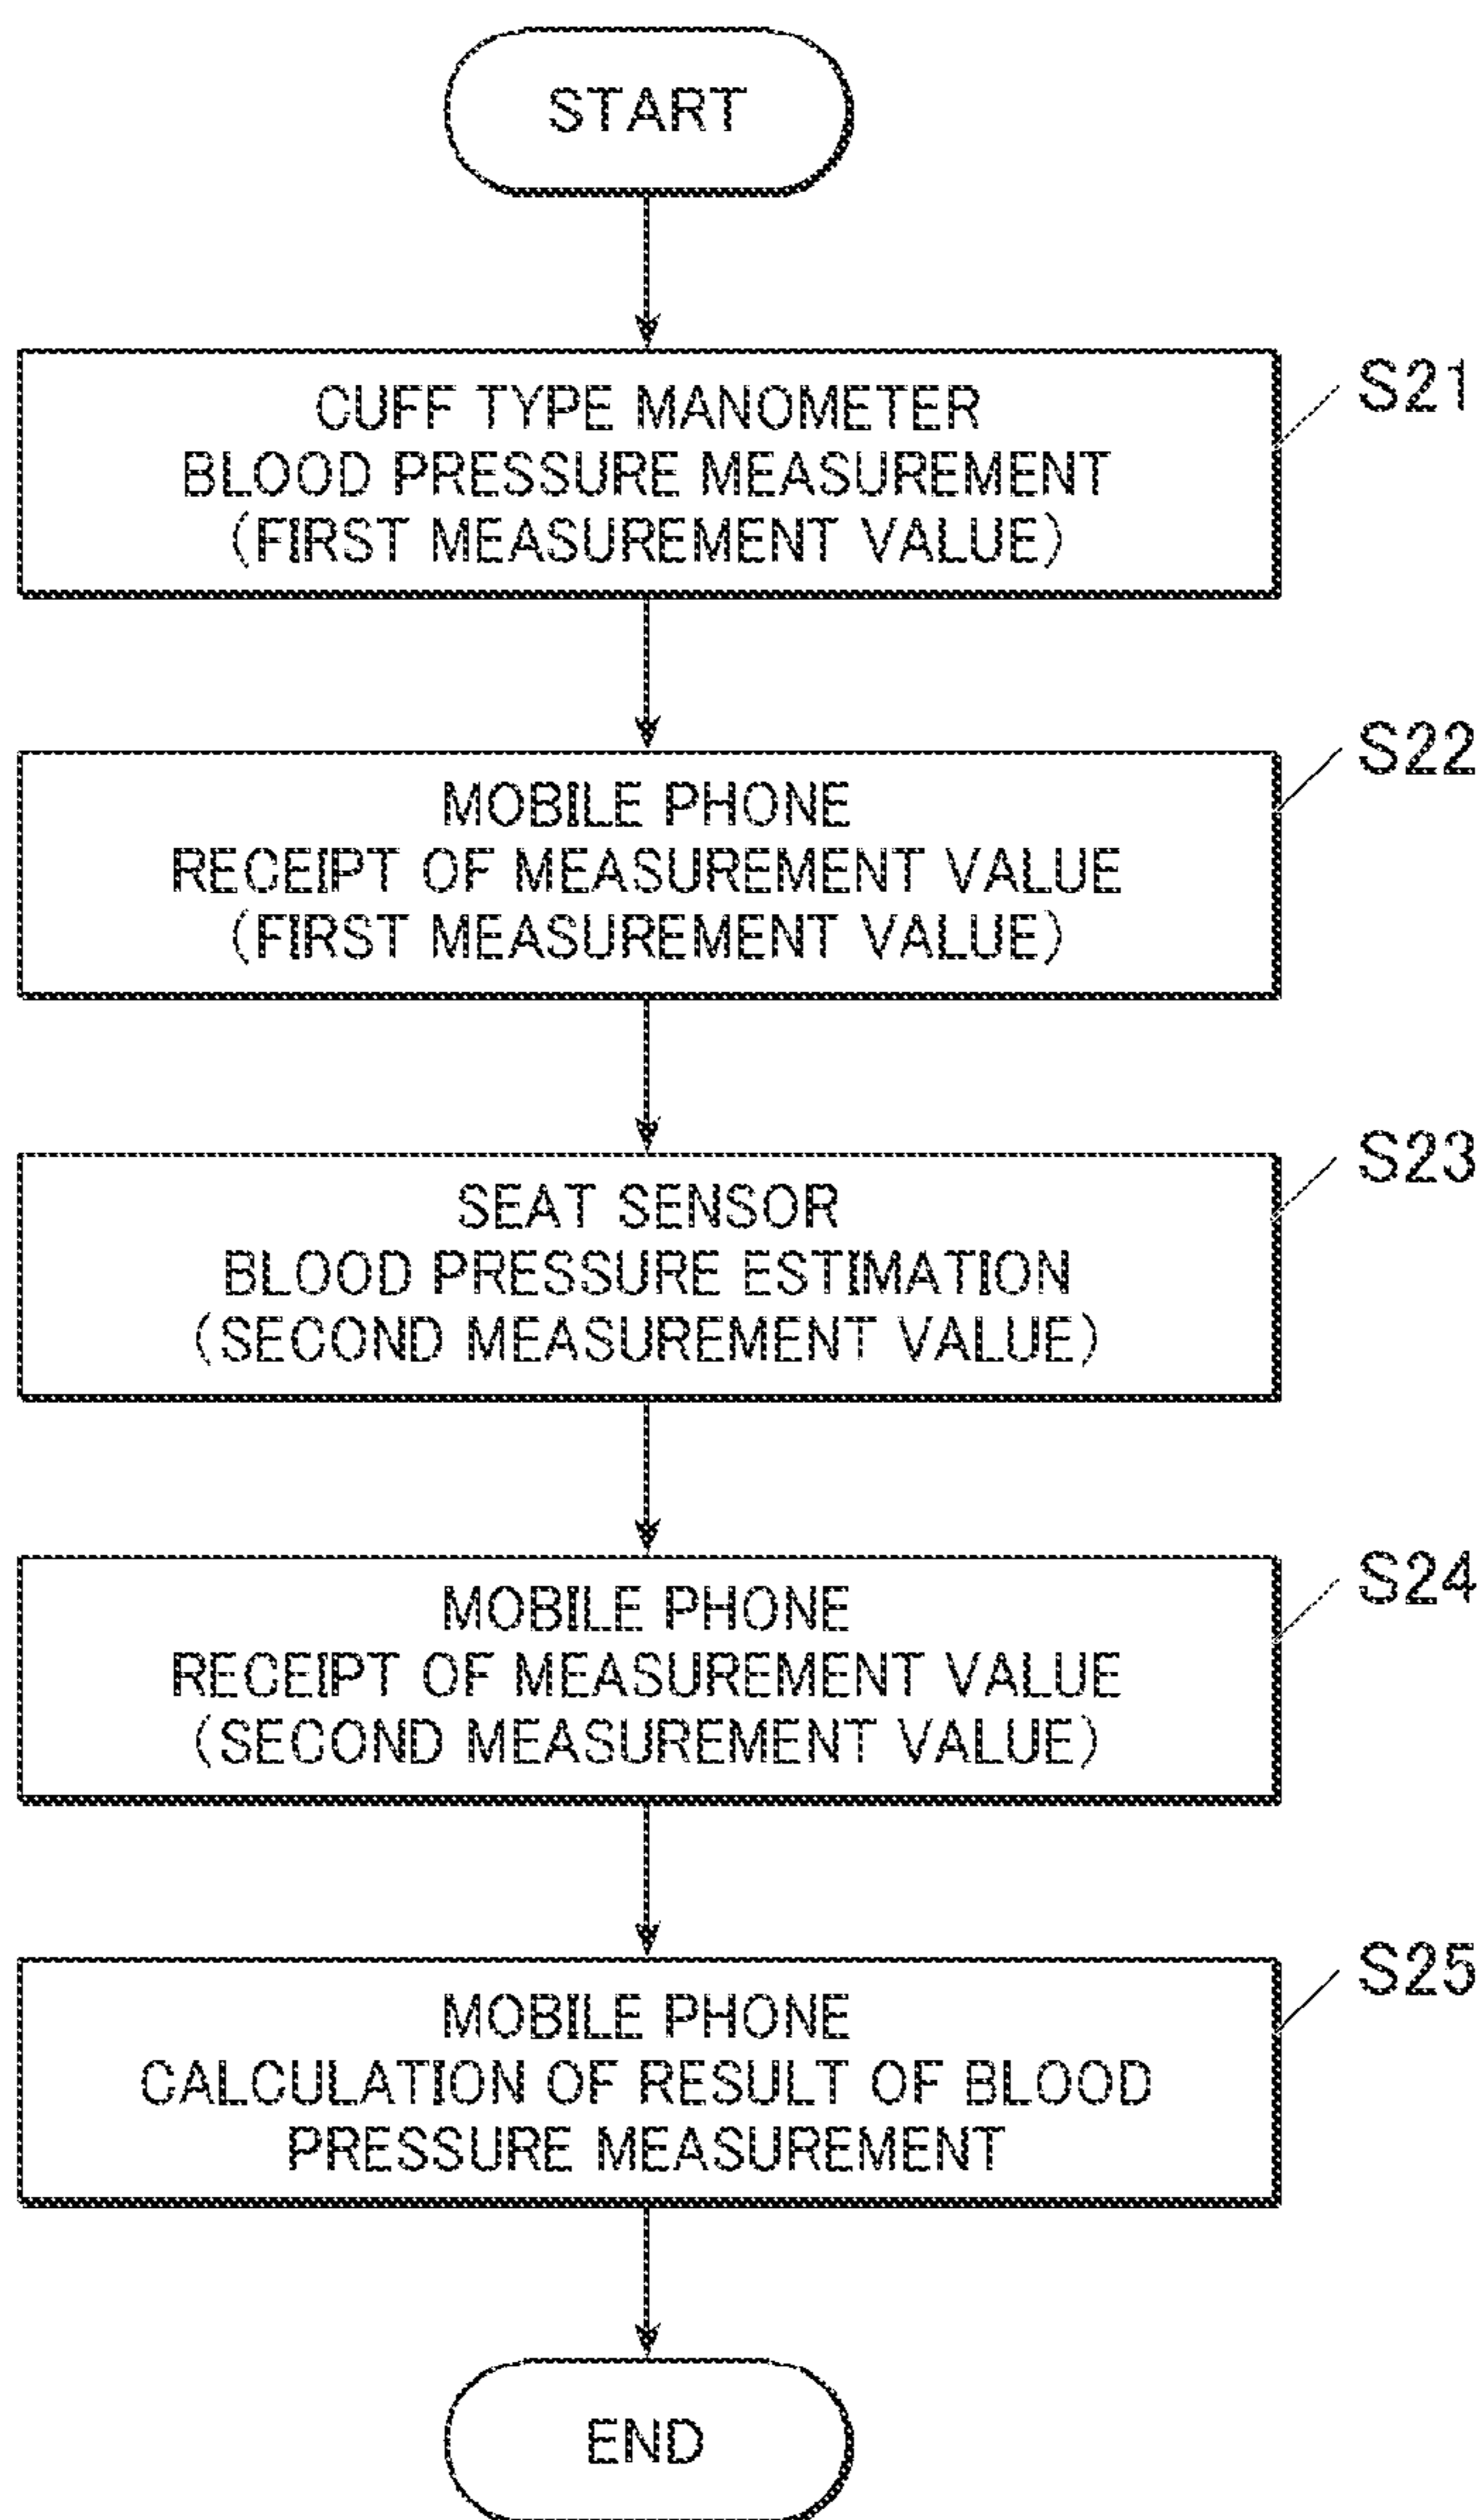 START
CUFF TYPE MANOMETER
BLOOD PRESSURE MEASUREMENT
(FIRST MEASUREMENT VALUE)
S21
MOBILE PHONE
RECEIPT OF MEASUREMENT VALUE
(FIRST MEASUREMENT VALUE)
S22
SEAT SENSOR
BLOOD PRESSURE ESTIMATION
(SECOND MEASUREMENT VALUE)
S23
MOBILE PHONE
RECEIPT OF MEASUREMENT VALUE
(SECOND MEASUREMENT VALUE)
S24
MOBILE PHONE
CALCULATION OF RESULT OF BLOOD
PRESSURE MEASUREMENT
S25
END